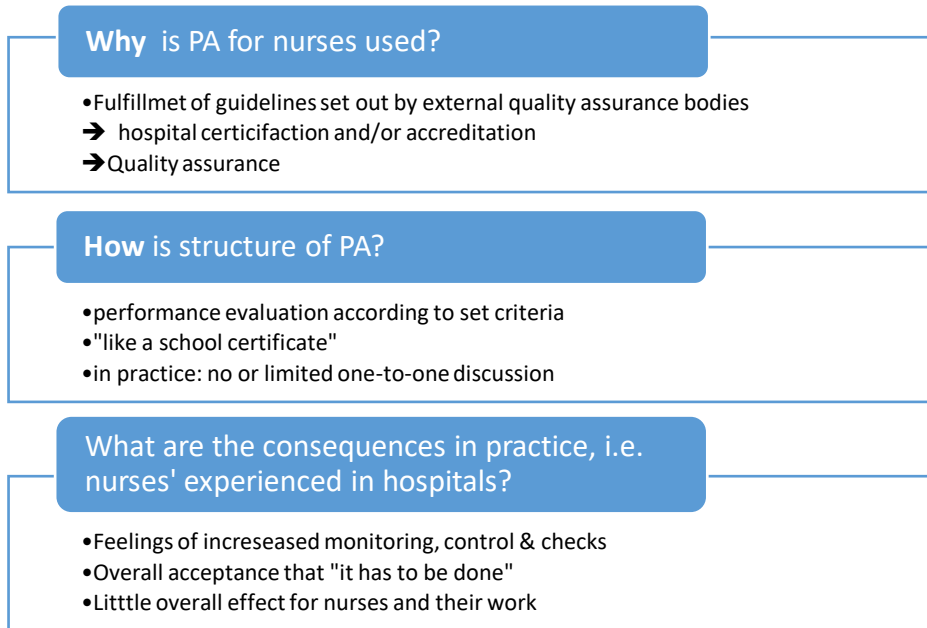 Why is PA for nurses used?
•Fulfillmet of guidelines set out by external quality assurance bodies
➔ hospital certicifaction and/or accreditation
➔Quality assurance
How is structure of PA?
•performance evaluation according to set criteria
•"like a school certificate"
•in practice: no or limited one-to-one discussion
What are the consequences in practice, i.e.
nurses' experienced in hospitals?
•Feelings of increseased monitoring, control & checks
•Overall acceptance that "it has to be done"
•Litttle overall effect for nurses and their work